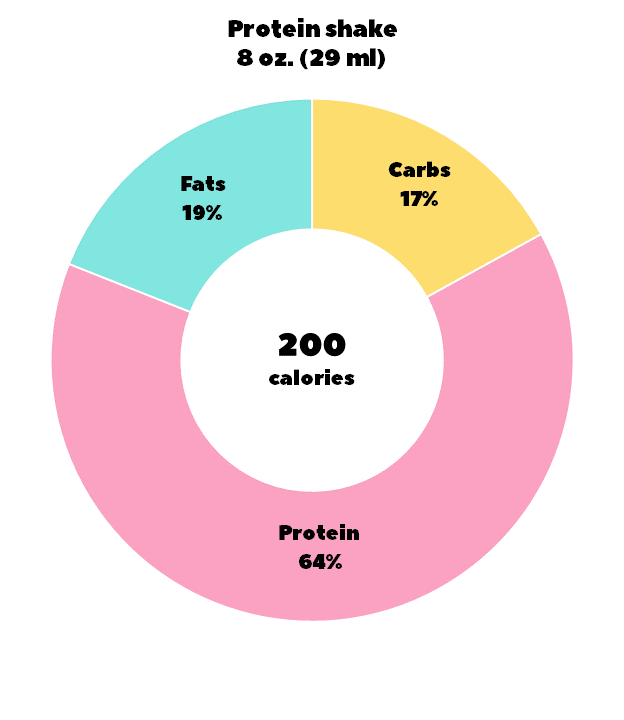 Protein shake
8 oz. (29 ml)
Fats
19%
Carbs
17%
200
calories
Protein
64%